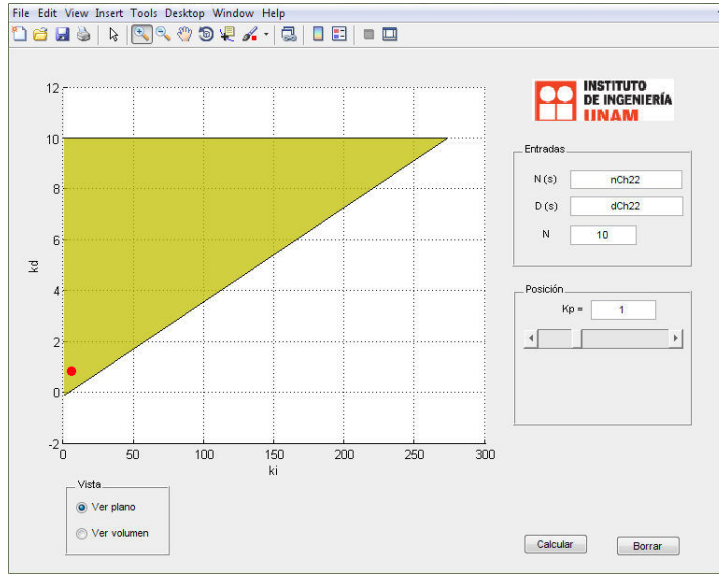 File Edit View Insert Tools Desktop Window Help
INSTITUTO
DE INGENIERÍA
UNAM
12
10
8
6
4
2
0
-2
kd
0 50 100 150 200 250 300
ki
Entradas
N (s) nCh22
D (s) dCh22
N 10
Posición
Kp = 1
Vista
Ver plano
Ver volumen
Calcular Borrar